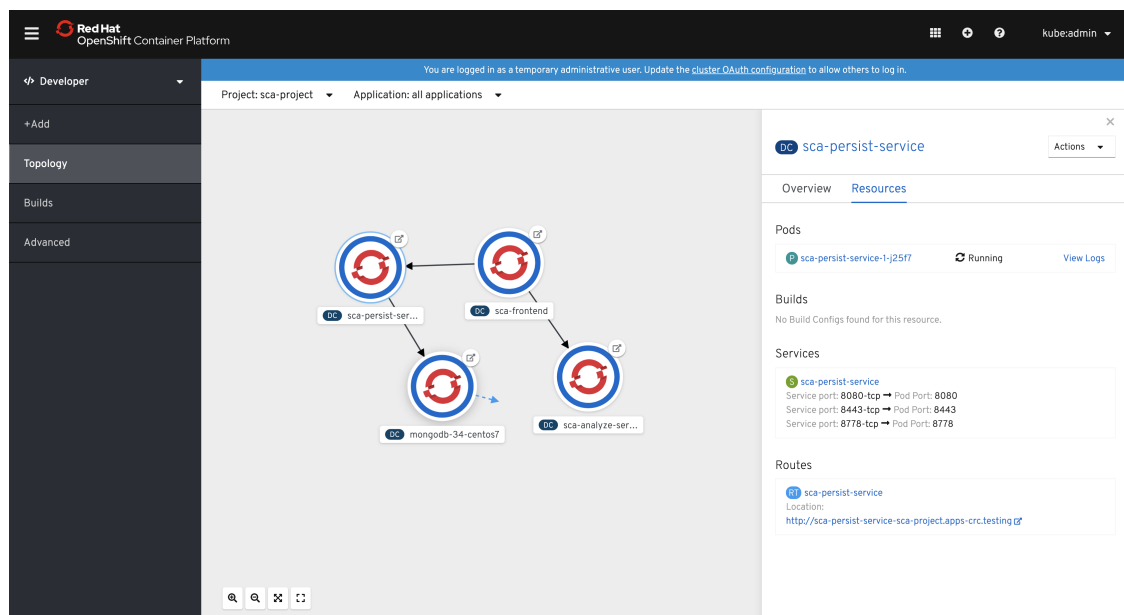 Red Hat
OpenShift Container Platform
kube:admin
Developer
You are logged in as a temporary administrative user. Update the cluster OAuth configuration to allow others to log in.
Project: sca-project
Application: all applications
+Add
Topology
Builds
Advanced
DC sca-persist-ser...
DC sca-frontend
DC mongodb-34-centos7
DC sca-analyze-ser...
DC sca-persist-service
Actions
Overview
Resources
Pods
P sca-persist-service-1-j25f7
Running
View Logs
Builds
No Build Configs found for this resource.
Services
S sca-persist-service
Service port: 8080-tcp → Pod Port: 8080
Service port: 8443-tcp → Pod Port: 8443
Service port: 8778-tcp → Pod Port: 8778
Routes
RT sca-persist-service
Location:
http://sca-persist-service-sca-project.apps-crc.testing